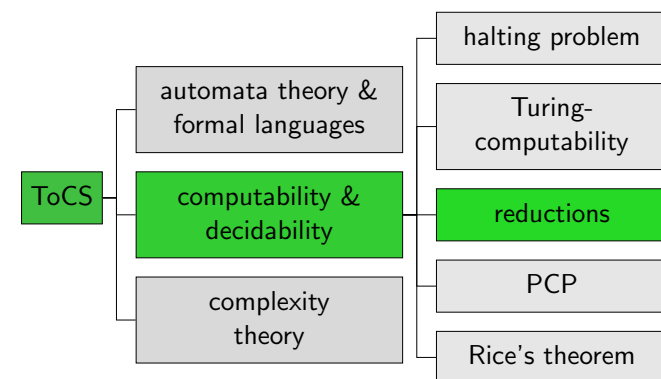 ToCS
automata theory &
formal languages
computability &
decidability
complexity
theory
halting problem
Turing-
computability
reductions
PCP
Rice's theorem